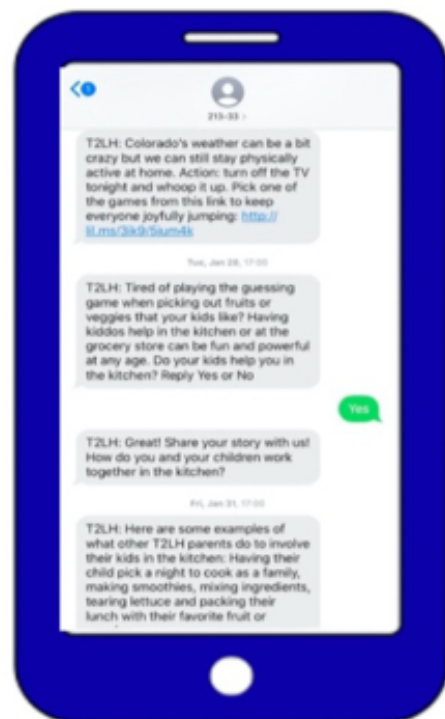 1
213-33 >
T2LH: Colorado's weather can be a bit
crazy but we can still stay physically
active at home. Action: turn off the TV
tonight and whoop it up. Pick one of
the games from this link to keep
everyone joyfully jumping: http://
lil.ms/3ik9/5ium4k
Tue, Jan 28, 17:00
T2LH: Tired of playing the guessing
game when picking out fruits or
veggies that your kids like? Having
kiddos help in the kitchen or at the
grocery store can be fun and powerful
at any age. Do your kids help you in
the kitchen? Reply Yes or No
Yes
T2LH: Great! Share your story with us!
How do you and your children work
together in the kitchen?
Fri, Jan 31, 17:00
T2LH: Here are some examples of
what other T2LH parents do to involve
their kids in the kitchen: Having their
child pick a night to cook as a family,
making smoothies, mixing ingredients,
tearing lettuce and packing their
lunch with their favorite fruit or